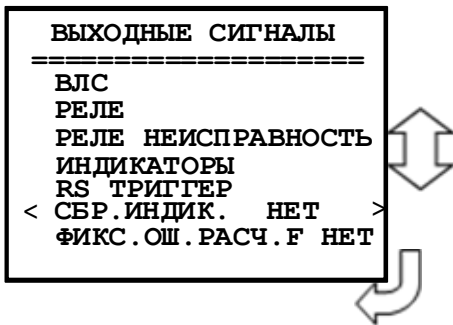 ВЫХОДНЫЕ СИГНАЛЫ
====================
ВЛС
РЕЛЕ
РЕЛЕ НЕИСПРАВНОСТЬ
ИНДИКАТОРЫ
RS ТРИГГЕР
< СБР.ИНДИК. НЕТ >
ФИКС.ОШ.РАСЧ.F НЕТ